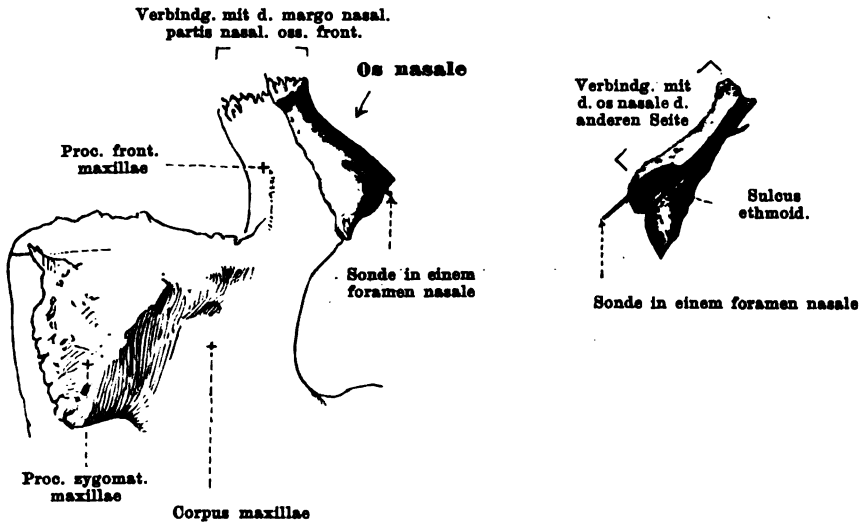 Verbindg. mit d. margo nasal.
partis nasal. oss. front.
Os nasale
Proc. front.
maxillae
Sonde in einem
foramen nasale
Proc. zygomat.
maxillae
Corpus maxillae
Verbindg. mit
d. os nasale d.
anderen Seite
Sulcus
ethmoid.
Sonde in einem foramen nasale